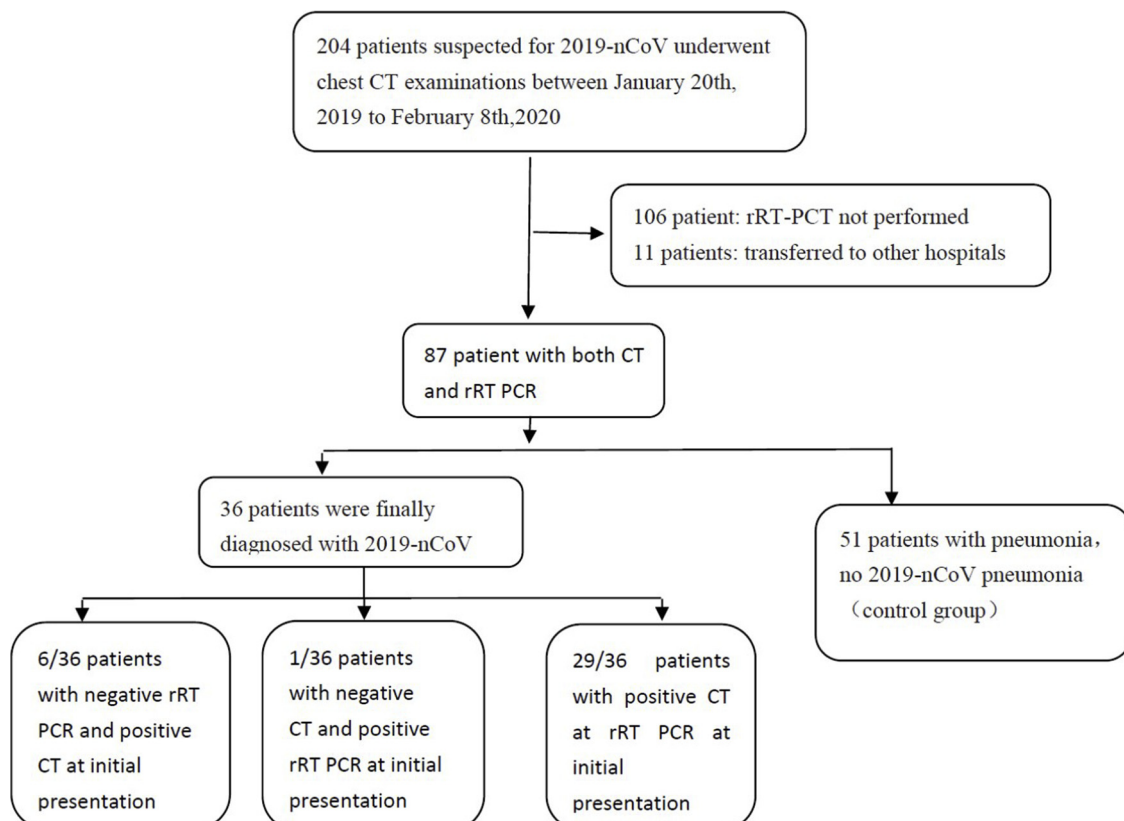 204 patients suspected for 2019-nCoV underwent
chest CT examinations between January 20th,
2019 to February 8th,2020
106 patient: rRT-PCT not performed
11 patients: transferred to other hospitals
87 patient with both CT
and rRT PCR
36 patients were finally
diagnosed with 2019-nCoV
51 patients with pneumonia，
no 2019-nCoV pneumonia
（control group）
6/36 patients
with negative rRT
PCR and positive
CT at initial
presentation
1/36 patients
with negative
CT and positive
rRT PCR at initial
presentation
29/36 patients
with positive CT
at rRT PCR at
initial
presentation